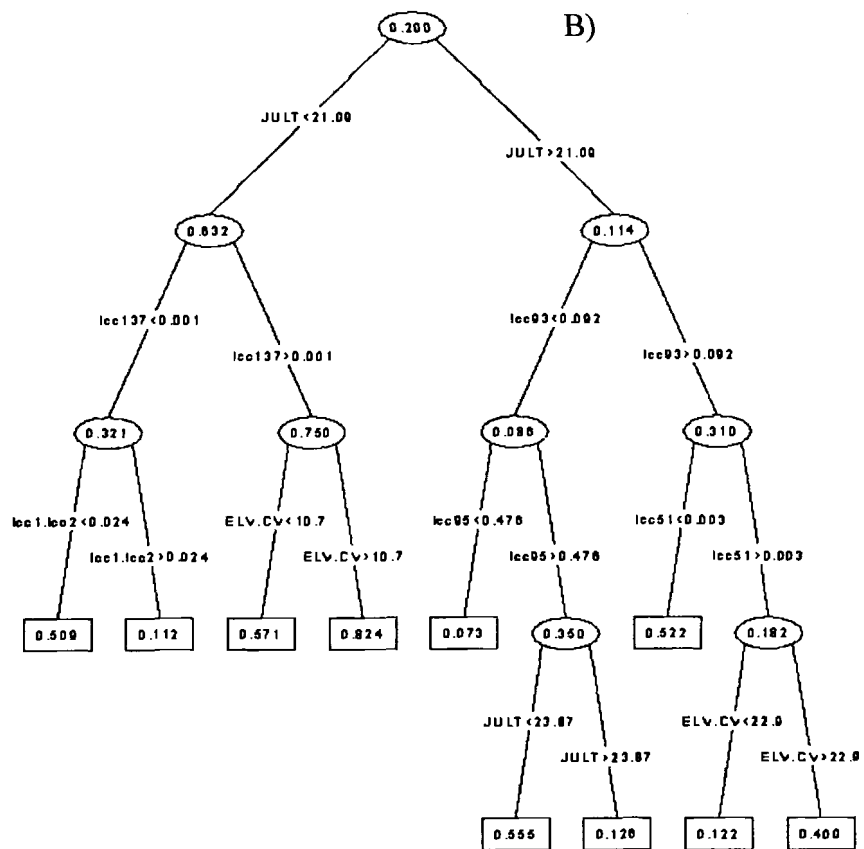 B)
0.200
JULT<21.09
JULT>21.09
0.632
0.114
lcc137<0.001
lcc137>0.001
lcc93<0.092
lcc93>0.092
0.321
0.750
0.086
0.310
lcc1.lcc2<0.024
lcc1.lcc2>0.024
ELV.CV<10.7
ELV.CV>10.7
lcc95<0.476
lcc95>0.476
lcc51<0.003
lcc51>0.003
0.509
0.112
0.571
0.824
0.073
0.350
0.522
0.182
JULT<23.67
JULT>23.67
ELV.CV<22.9
ELV.CV>22.9
0.555
0.126
0.122
0.400